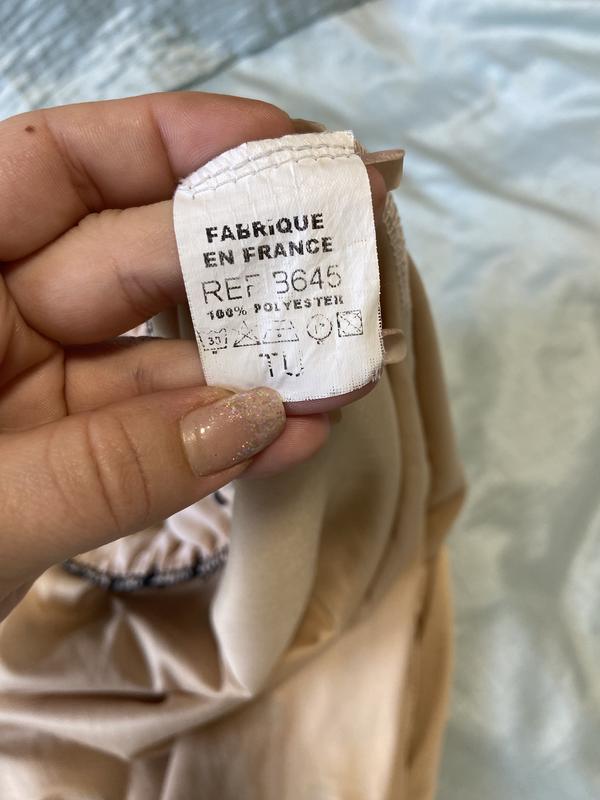 FABRIQUE
EN FRANCE
REF 3645
100% POLYESTER
30
TU